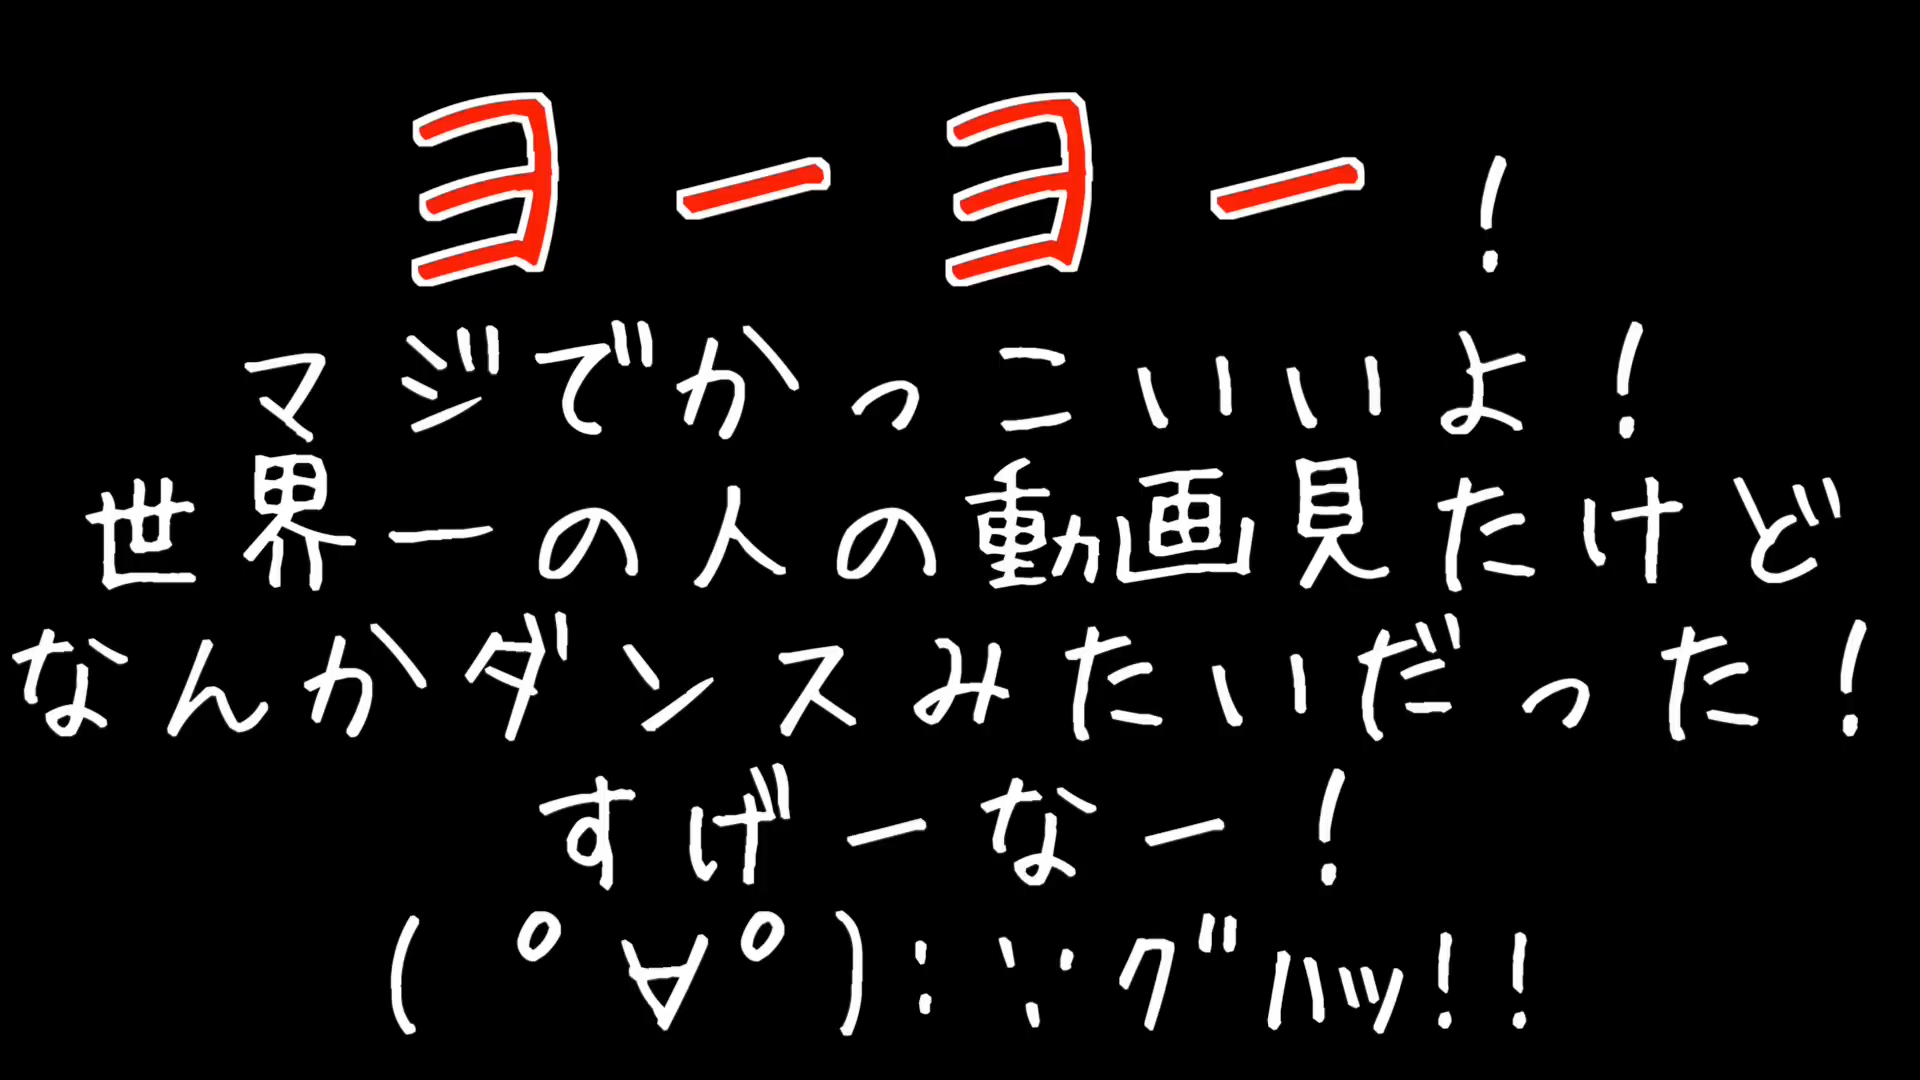 ヨーヨー！
マジでかっこいいよ！
世界一の人の動画見たけど
なんかダンスみたいだった！
すげーなー！
( ﾟ∀ﾟ):∵ｸﾞﾊｯ!!